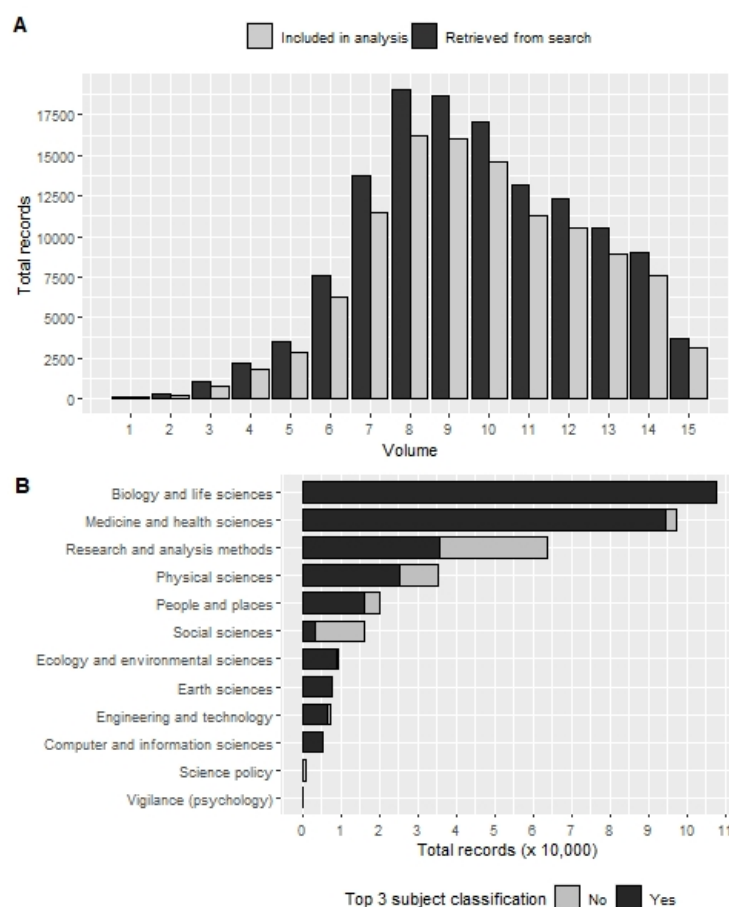 A
Included in analysis Retrieved from search
Total records
17500
15000
12500
10000
7500
5000
2500
0
1 2 3 4 5 6 7 8 9 10 11 12 13 14 15
Volume
B
Biology and life sciences
Medicine and health sciences
Research and analysis methods
Physical sciences
People and places
Social sciences
Ecology and environmental sciences
Earth sciences
Engineering and technology
Computer and information sciences
Science policy
Vigilance (psychology)
0 1 2 3 4 5 6 7 8 9 10 11
Total records (x 10,000)
Top 3 subject classification No Yes